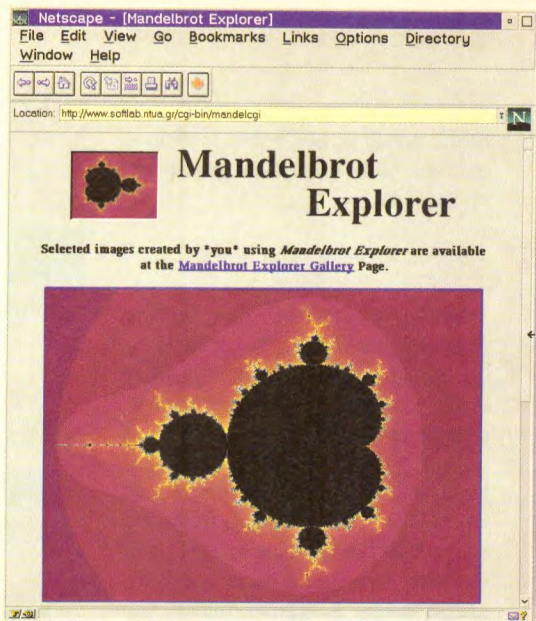 Netscape - [Mandelbrot Explorer]
File Edit View Go Bookmarks Links Options Directory
Window Help
Location: http://www.softlab.ntua.gr/cgi-bin/mandelcgi
N
Mandelbrot
Explorer
Selected images created by *you* using Mandelbrot Explorer are available
at the Mandelbrot Explorer Gallery Page.